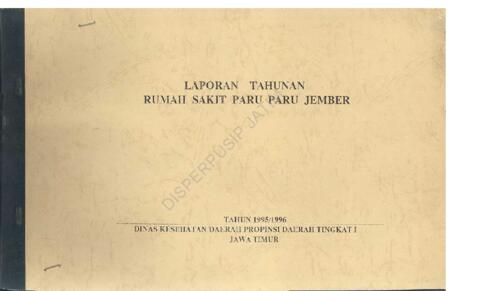 LAPORAN TAHUNAN
RUMAH SAKIT PARU PARU JEMBER
DISPERPUSIP JATIM
TAHUN 1995/1996
DINAS KESEHATAN DAERAH PROPINSI DAERAH TINGKAT I
JAWA TIMUR